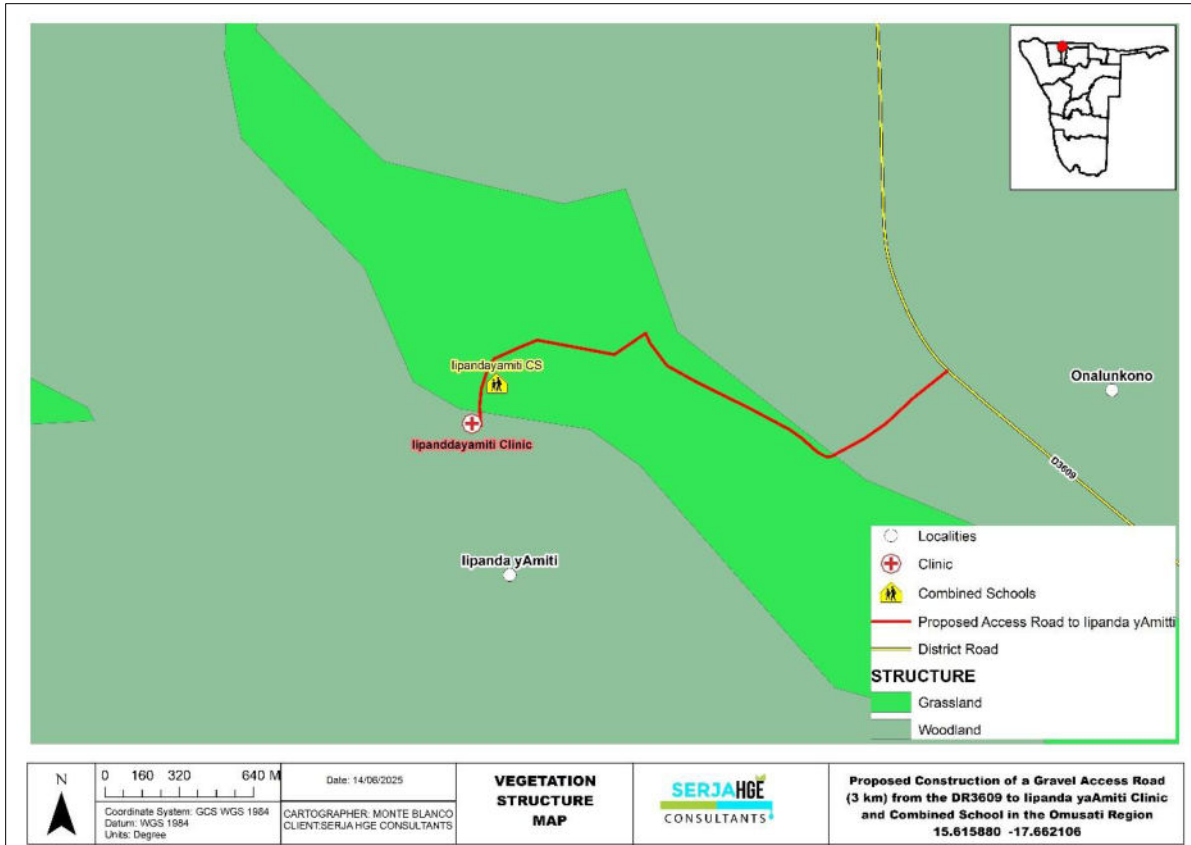 Iipandayamiti CS
Iipanddayamiti Clinic
Iipanda yAmiti
Onalunkono
D3609
Localities
Clinic
Combined Schools
Proposed Access Road to Iipanda yAmitti
District Road
STRUCTURE
Grassland
Woodland
N
0 160 320 640 M
Coordinate System: GCS WGS 1984
Datum: WGS 1984
Units: Degree
Date: 14/06/2025
CARTOGRAPHER: MONTE BLANCO
CLIENT:SERJA HGE CONSULTANTS
VEGETATION
STRUCTURE
MAP
SERJAHGE
CONSULTANTS
Proposed Construction of a Gravel Access Road
(3 km) from the DR3609 to Iipanda yaAmiti Clinic
and Combined School in the Omusati Region
15.615880 -17.662106